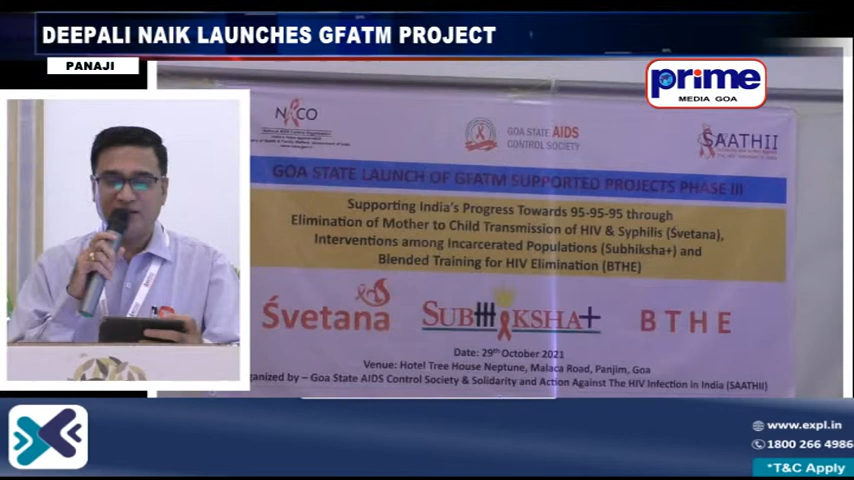 DEEPALI NAIK LAUNCHES GFATM PROJECT
PANAJI
prime
MEDIA GOA
NACO
GOA STATE AIDS
CONTROL SOCIETY
SAATHII
GOA STATE LAUNCH OF GFATM SUPPORTED PROJECTS PHASE III
Supporting India's Progress Towards 95-95-95 through
Elimination of Mother to Child Transmission of HIV & Syphilis (Śvetana),
Interventions among Incarcerated Populations (Subhiksha+) and
Blended Training for HIV Elimination (BTHE)
Śvetana
SUBHIKSHA+
BTHE
Date: 29th October 2021
Venue: Hotel Tree House Neptune, Malaca Road, Panjim, Goa
ganized by – Goa State AIDS Control Society & Solidarity and Action Against The HIV Infection in India (SAATHII)
www.expl.in
1800 266 4986
*T&C Apply